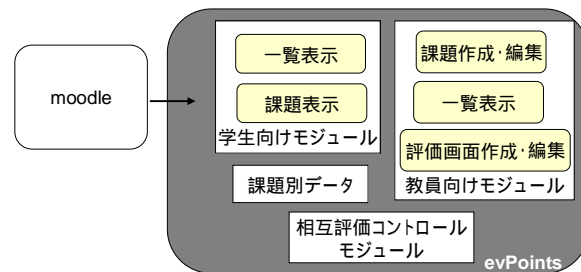 moodle
一覧表示
課題表示
学生向けモジュール
課題作成・編集
一覧表示
評価画面作成・編集
教員向けモジュール
課題別データ
相互評価コントロール
モジュール
evPoints